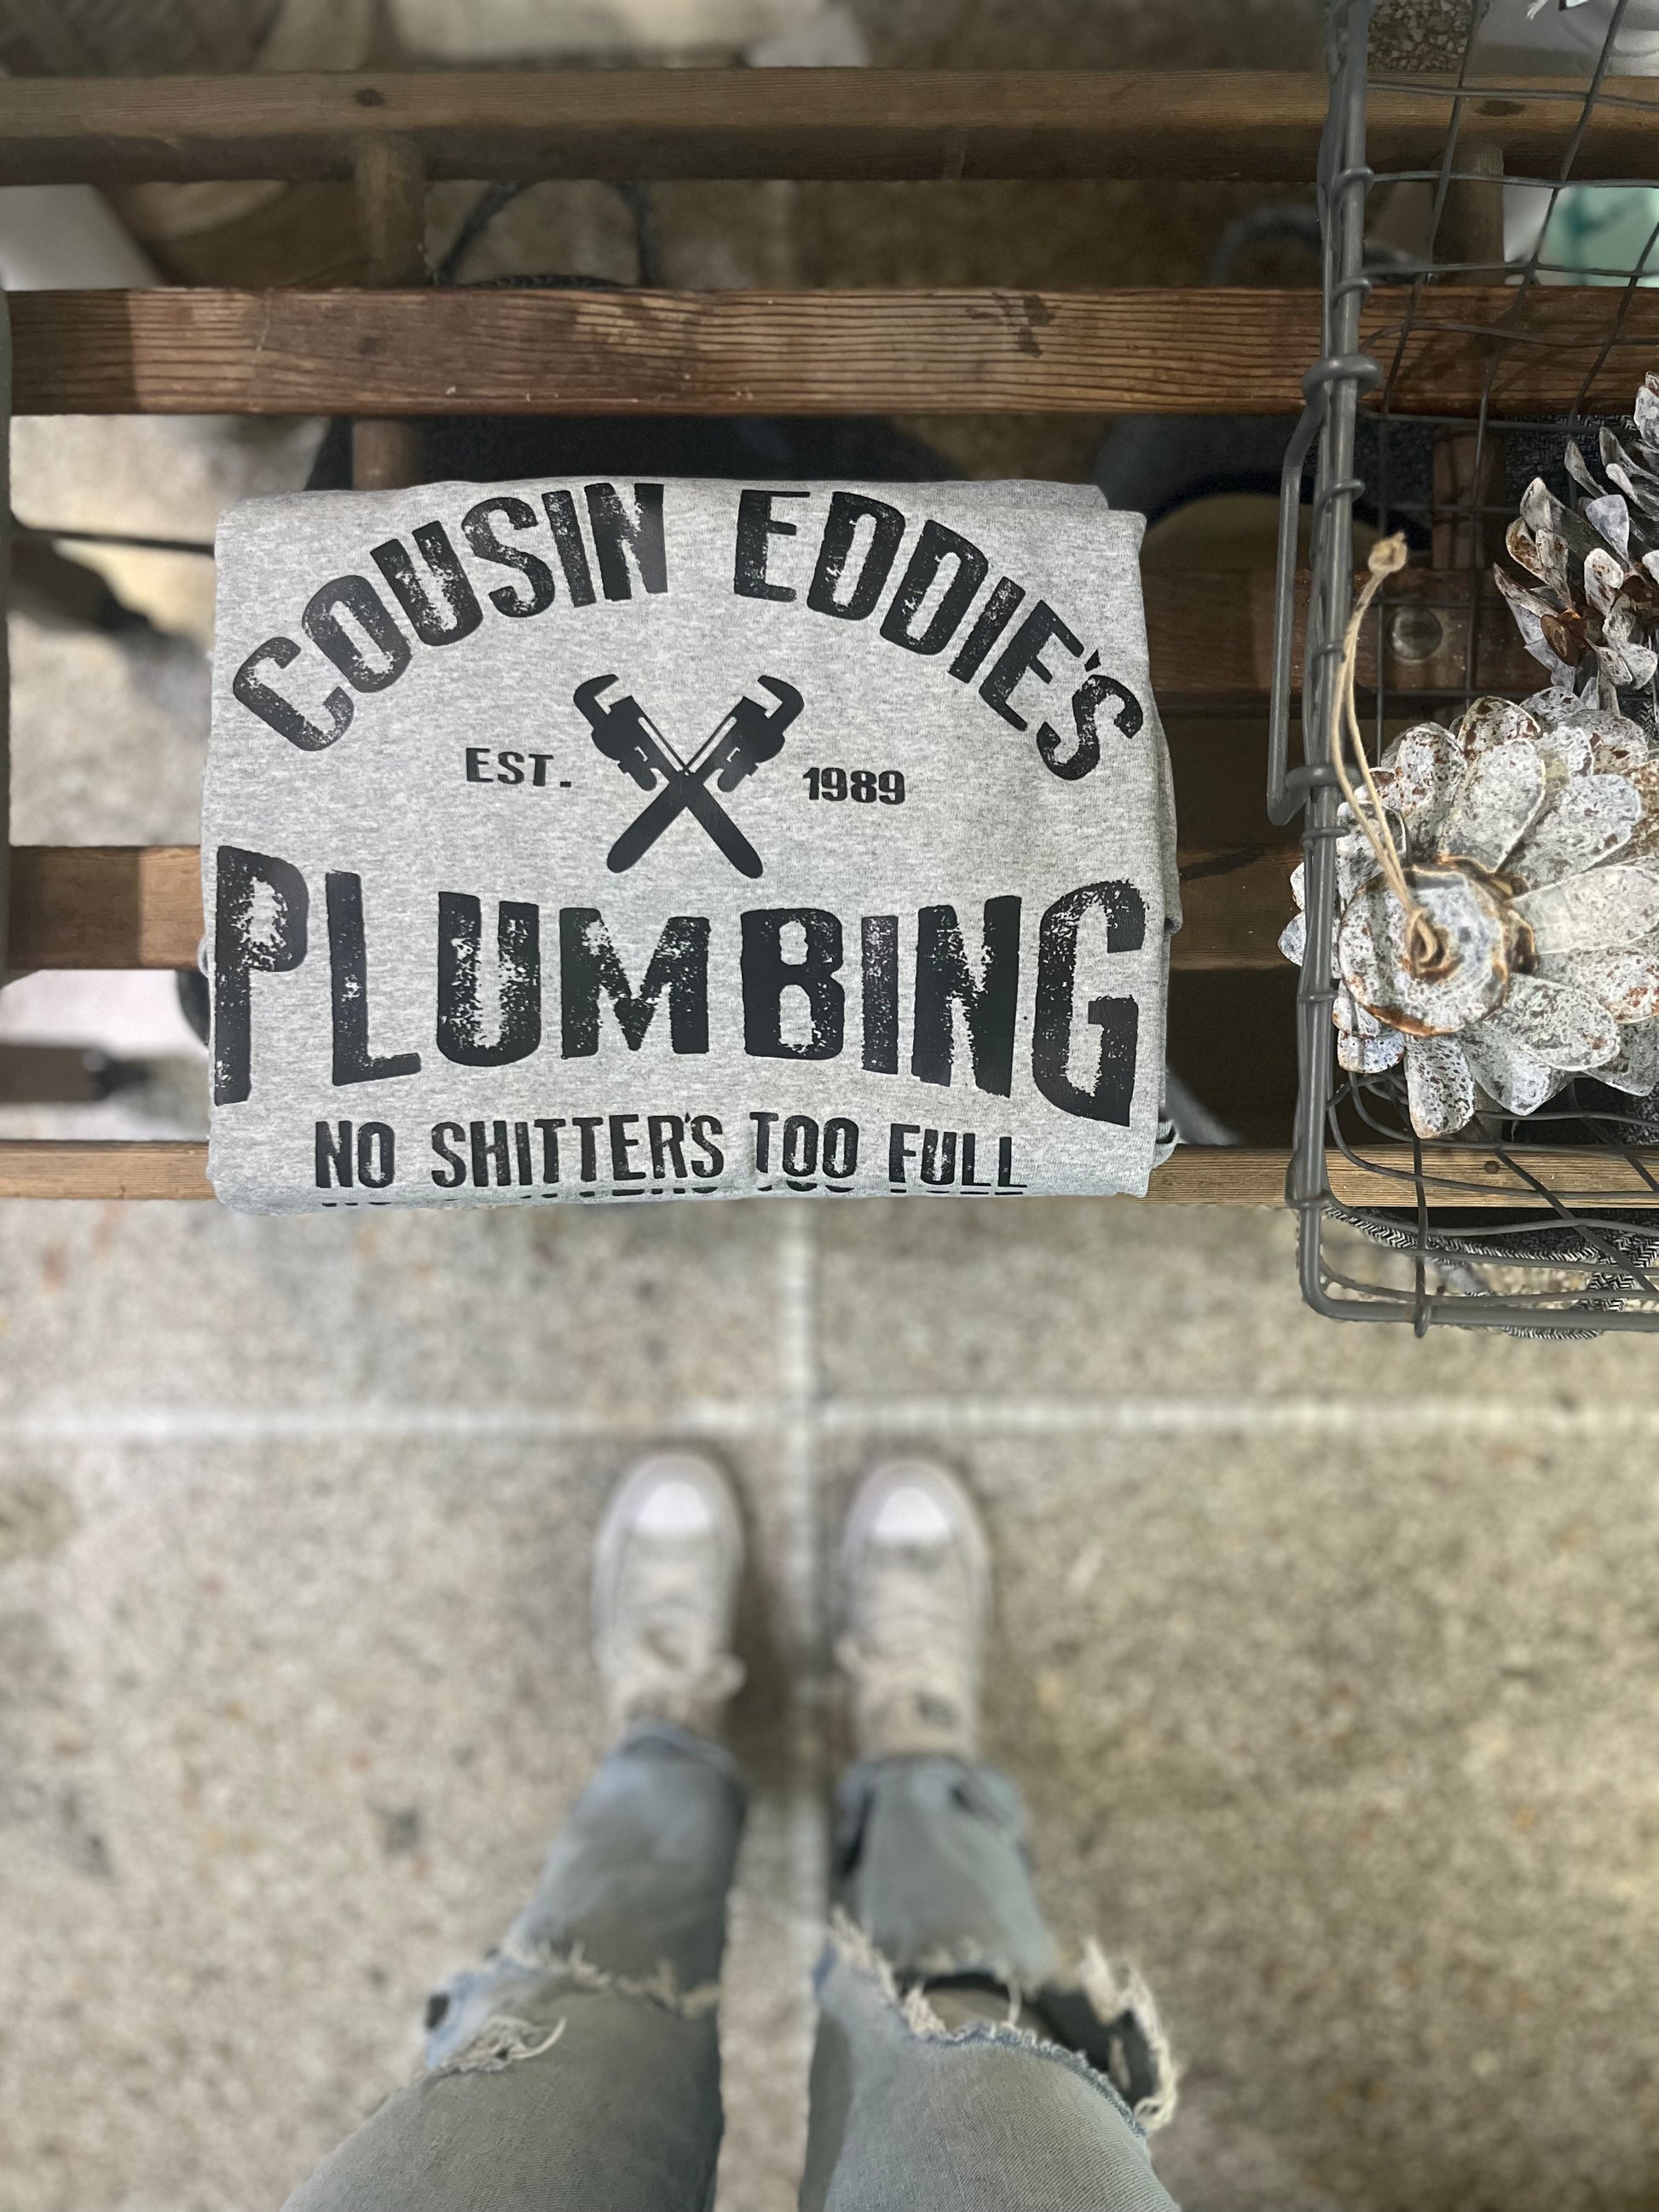 COUSIN EDDIE'S
EST. 1989
PLUMBING
NO SHITTER'S TOO FULL